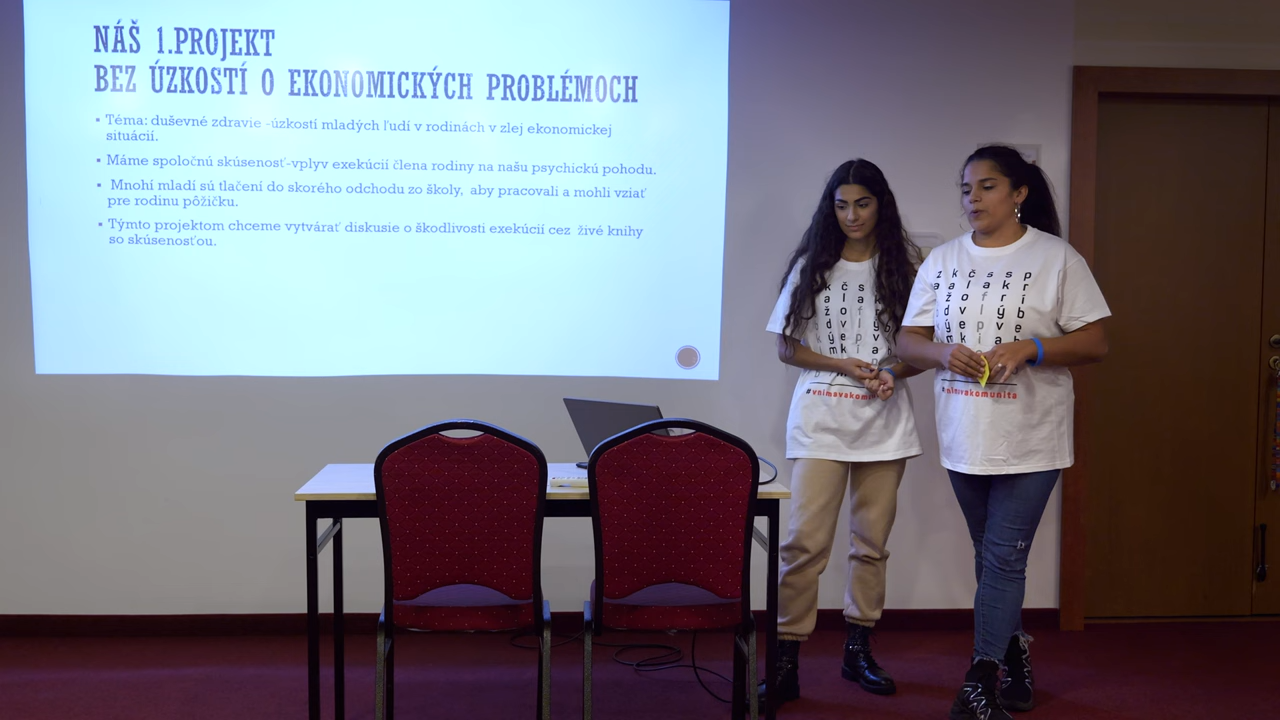 NÁŠ 1.PROJEKT
BEZ ÚZKOSTÍ O EKONOMICKÝCH PROBLÉMOCH
Téma: duševné zdravie -úzkostí mladých ľudí v rodinách v zlej ekonomickej
situácií.
Máme spoločnú skúsenosť-vplyv exekúcií člena rodiny na našu psychickú pohodu.
Mnohí mladí sú tlačení do skorého odchodu zo školy, aby pracovali a mohli vziať
pre rodinu pôžičku.
Týmto projektom chceme vytvárať diskusie o škodlivosti exekúcií cez živé knihy
so skúsenosťou.
#vnimavakomu